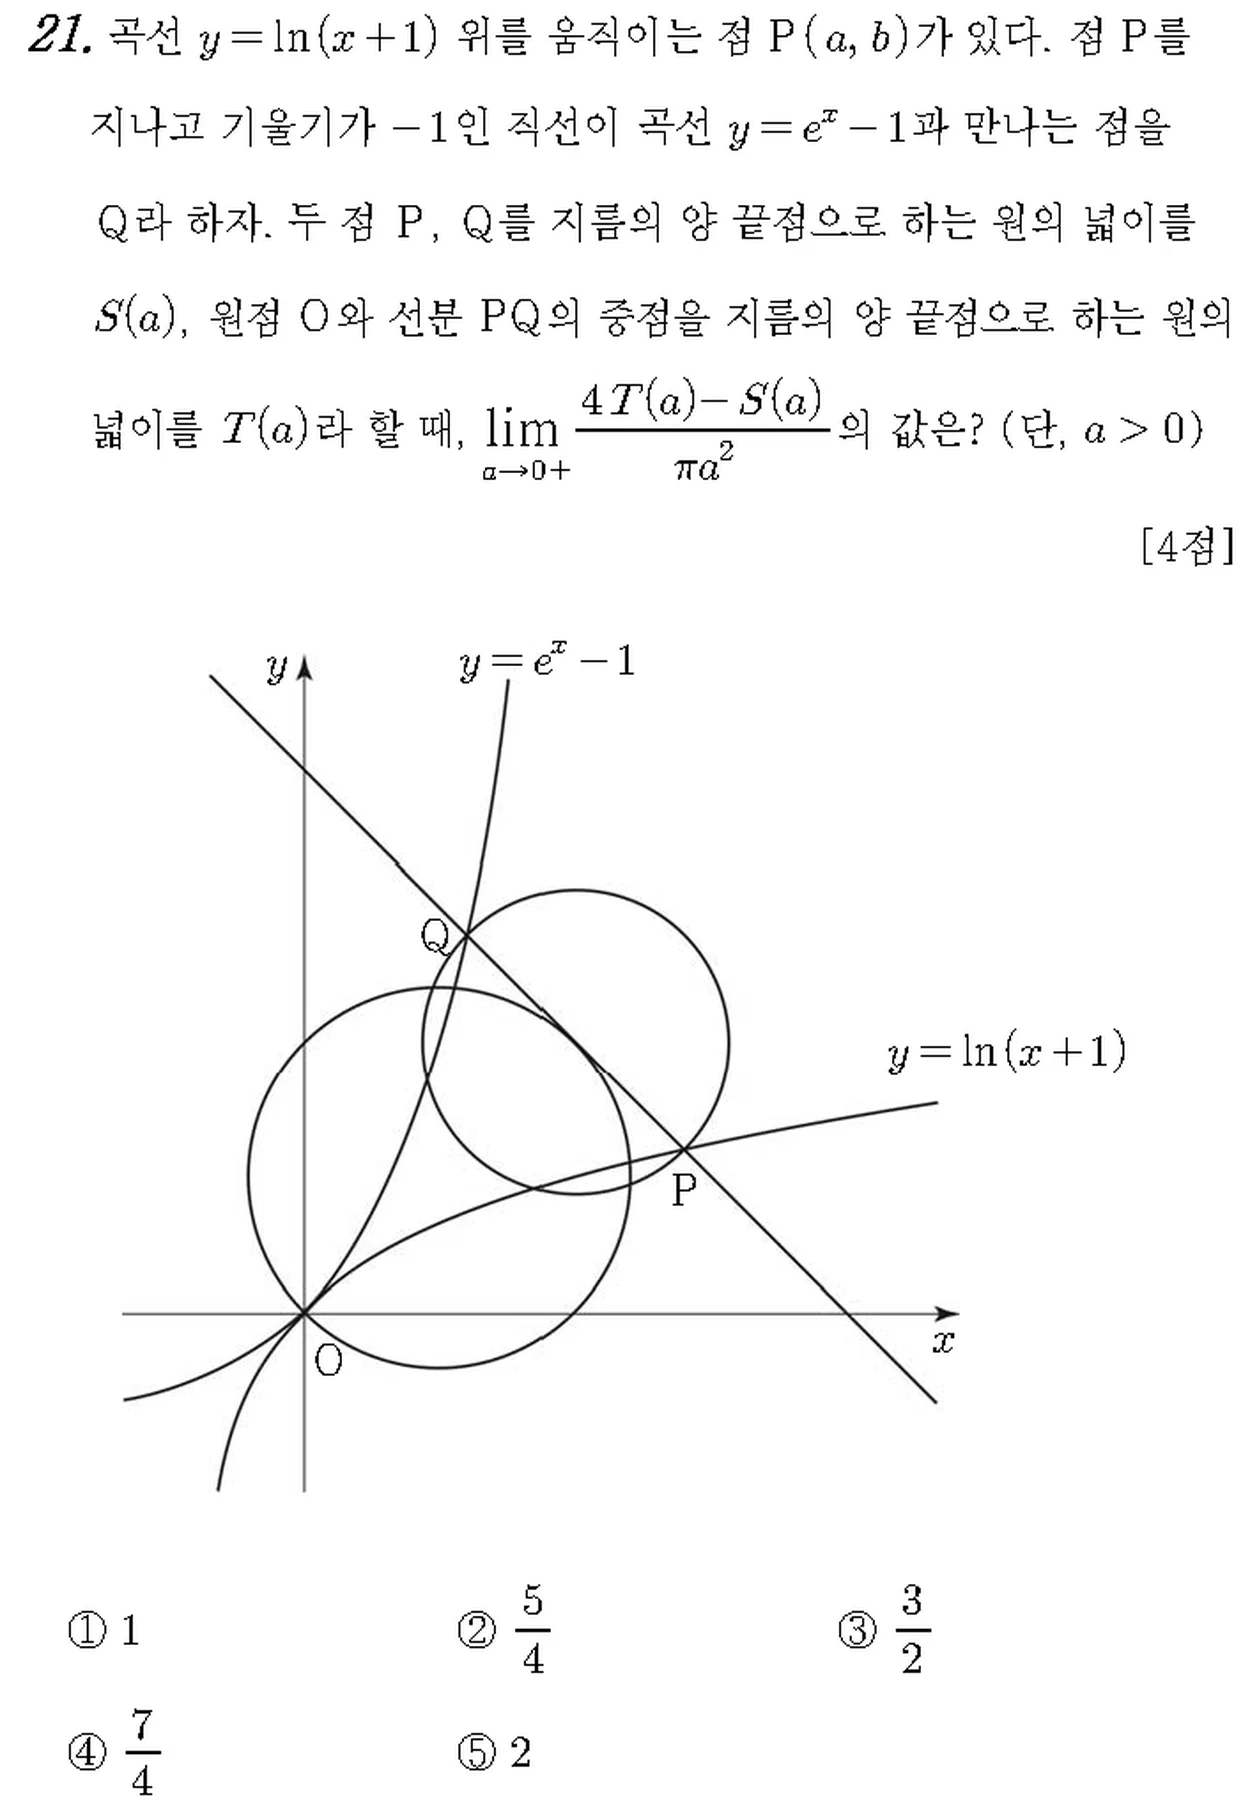 21. 곡선 y=ln(x+1) 위를 움직이는 점 P(a, b)가 있다. 점 P를
지나고 기울기가 -1인 직선이 곡선 y=e^x-1과 만나는 점을
Q라 하자. 두 점 P, Q를 지름의 양 끝점으로 하는 원의 넓이를
S(a), 원점 O와 선분 PQ의 중점을 지름의 양 끝점으로 하는 원의
넓이를 T(a)라 할 때, lim_{a→0+} \frac{4T(a)-S(a)}{πa^2}의 값은? (단, a > 0)
[4점]
y
y=e^x-1
Q
y=ln(x+1)
P
O
x
① 1 ② 5/4 ③ 3/2
④ 7/4 ⑤ 2